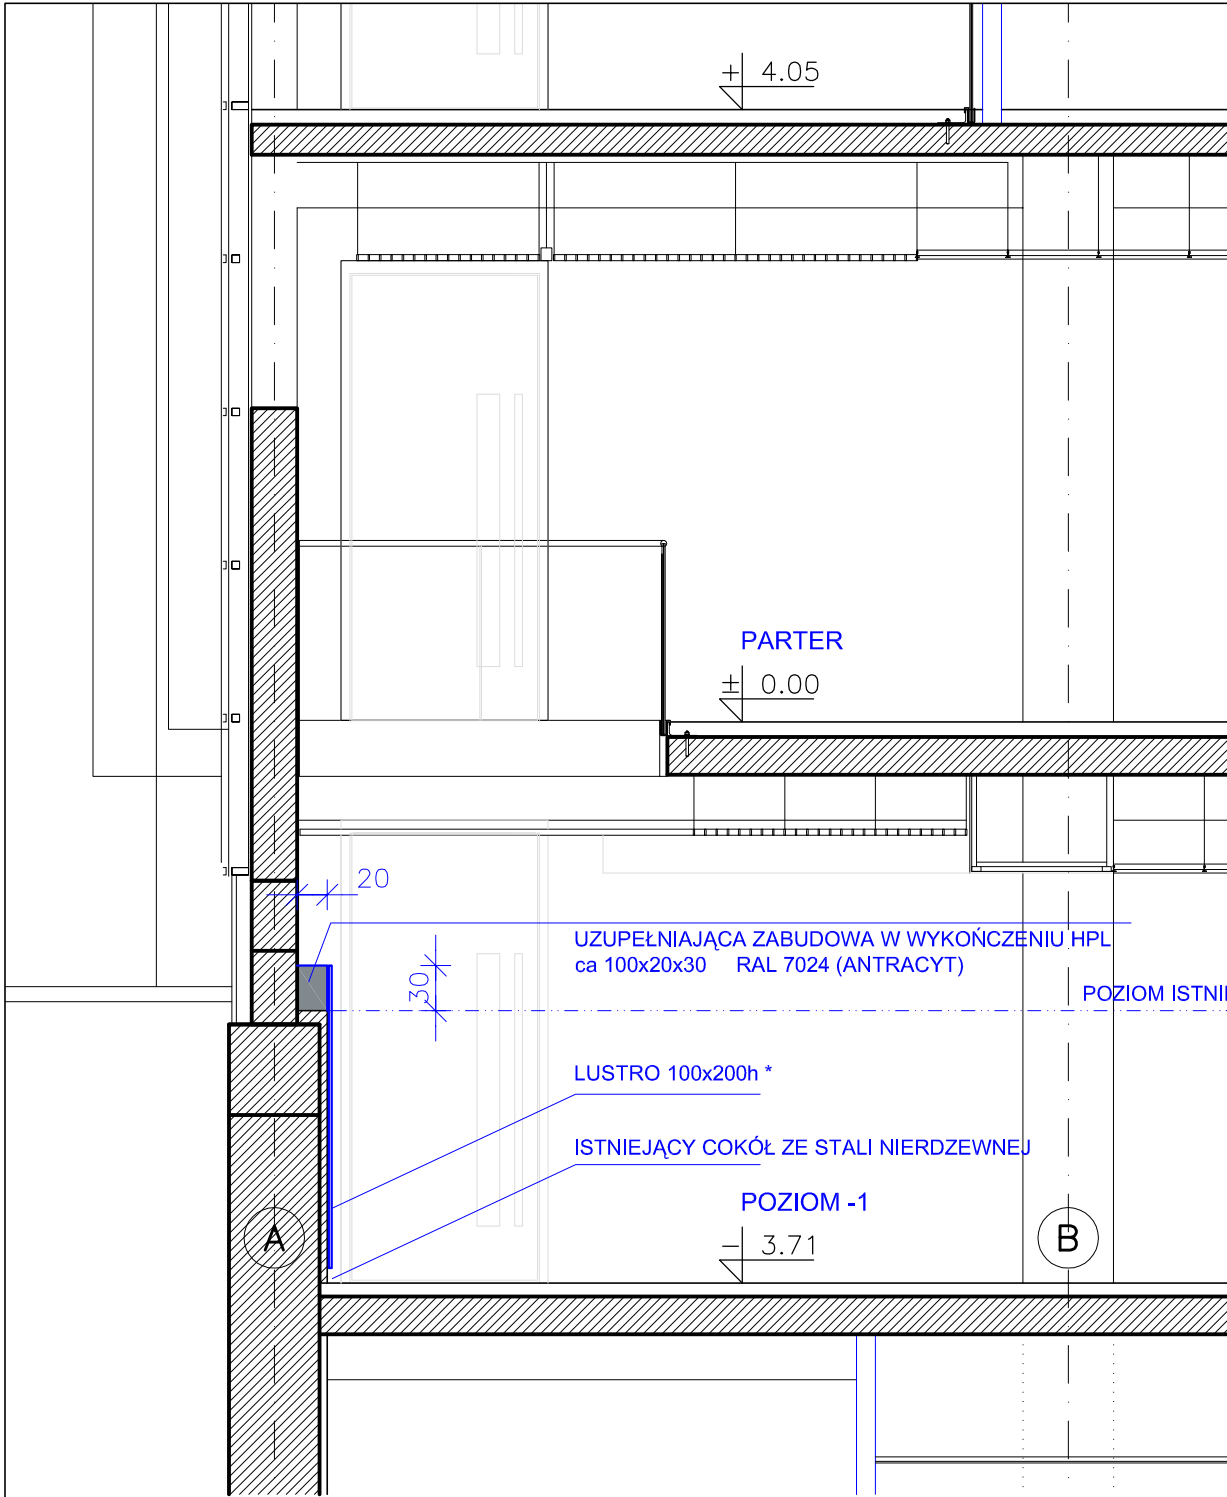 + 4.05
PARTER
± 0.00
20
UZUPEŁNIAJĄCA ZABUDOWA W WYKOŃCZENIU HPL
ca 100x20x30 RAL 7024 (ANTRACYT)
30
POZIOM
LUSTRO 100x200h *
ISTNIEJĄCY COKÓŁ ZE STALI NIERDZEWNEJ
POZIOM -1
A
− 3.71
B